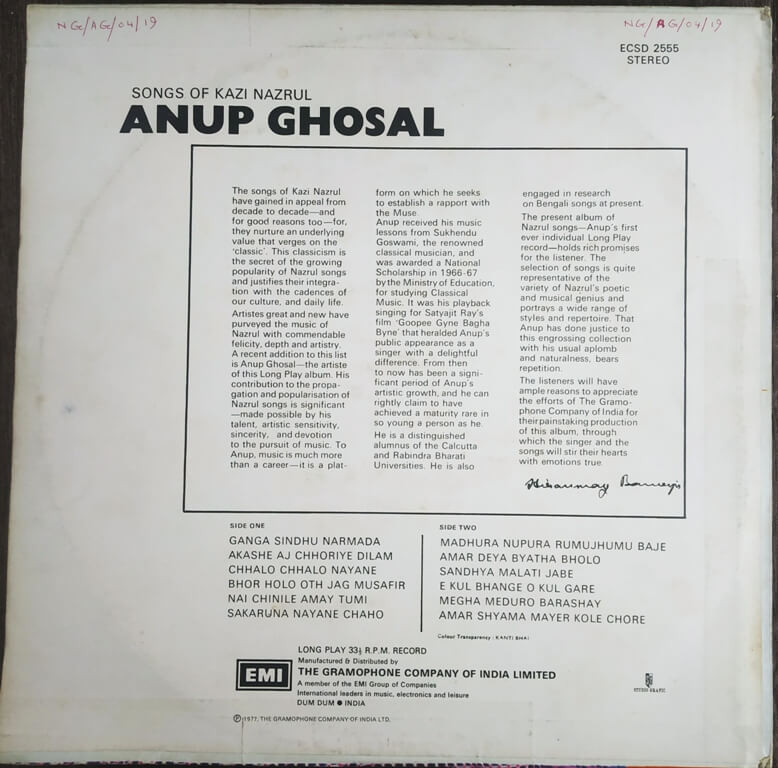 NG/AG/04/19
NG/AG/04/19
ECSD 2555
STEREO
SONGS OF KAZI NAZRUL
ANUP GHOSAL
The songs of Kazi Nazrul
have gained in appeal from
decade to decade—and
for good reasons too—for,
they nurture an underlying
value that verges on the
'classic'. This classicism is
the secret of the growing
popularity of Nazrul songs
and justifies their integra-
tion with the cadences of
our culture, and daily life.
Artistes great and new have
purveyed the music of
Nazrul with commendable
felicity, depth and artistry.
A recent addition to this list
is Anup Ghosal—the artiste
of this Long Play album. His
contribution to the propa-
gation and popularisation of
Nazrul songs is significant
—made possible by his
talent, artistic sensitivity,
sincerity, and devotion
to the pursuit of music. To
Anup, music is much more
than a career—it is a plat-
form on which he seeks
to establish a rapport with
the Muse.
Anup received his music
lessons from Sukhendu
Goswami, the renowned
classical musician, and
was awarded a National
Scholarship in 1966-67
by the Ministry of Education,
for studying Classical
Music. It was his playback
singing for Satyajit Ray's
film 'Goopee Gyne Bagha
Byne' that heralded Anup's
public appearance as a
singer with a delightful
difference. From then
to now has been a signi-
ficant period of Anup's
artistic growth, and he can
rightly claim to have
achieved a maturity rare in
so young a person as he.
He is a distinguished
alumnus of the Calcutta
and Rabindra Bharati
Universities. He is also
engaged in research
on Bengali songs at present.
The present album of
Nazrul songs—Anup's first
ever individual Long Play
record—holds rich promises
for the listener. The
selection of songs is quite
representative of the
variety of Nazrul's poetic
and musical genius and
portrays a wide range of
styles and repertoire. That
Anup has done justice to
this engrossing collection
with his usual aplomb
and naturalness, bears
repetition.
The listeners will have
ample reasons to appreciate
the efforts of The Gramo-
phone Company of India for
their painstaking production
of this album, through
which the singer and the
songs will stir their hearts
with emotions true.
SIDE ONE
GANGA SINDHU NARMADA
AKASHE AJ CHHORIYE DILAM
CHHALO CHHALO NAYANE
BHOR HOLO OTH JAG MUSAFIR
NAI CHINILE AMAY TUMI
SAKARUNA NAYANE CHAHO
SIDE TWO
MADHURA NUPURA RUMUJHUMU BAJE
AMAR DEYA BYATHA BHOLO
SANDHYA MALATI JABE
E KUL BHANGE O KUL GARE
MEGHA MEDURO BARASHAY
AMAR SHYAMA MAYER KOLE CHORE
Colour Transparency : KANTI BHAI
LONG PLAY 33⅓ R.P.M. RECORD
Manufactured & Distributed by
EMI
THE GRAMOPHONE COMPANY OF INDIA LIMITED
A member of the EMI Group of Companies
International leaders in music, electronics and leisure
DUM DUM ● INDIA
Ⓟ1977, THE GRAMOPHONE COMPANY OF INDIA LTD.